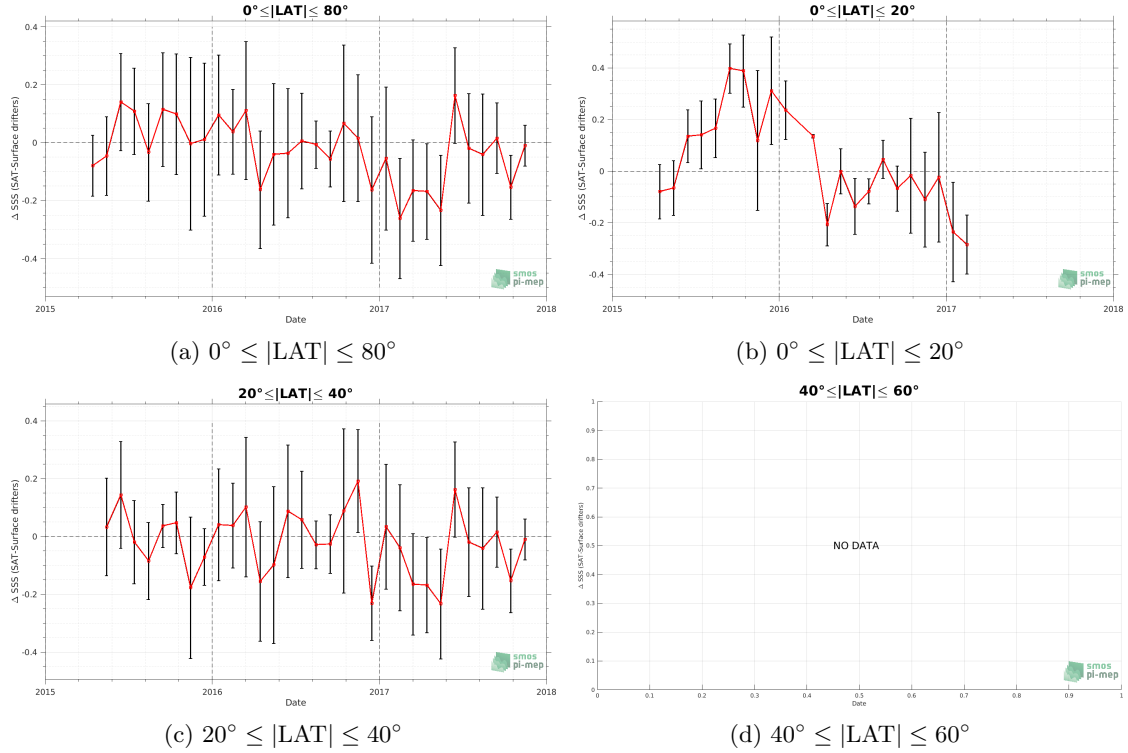 0°≤|LAT|≤ 80°
0.4
0.2
0
-0.2
-0.4
Δ SSS (SAT-Surface drifters)
2015
2016
2017
2018
Date
smos
pi-mep
(a) 0° ≤ |LAT| ≤ 80°
0°≤|LAT|≤ 20°
0.4
0.2
0
-0.2
-0.4
Δ SSS (SAT-Surface drifters)
2015
2016
2017
2018
Date
smos
pi-mep
(b) 0° ≤ |LAT| ≤ 20°
20°≤|LAT|≤ 40°
0.4
0.2
0
-0.2
-0.4
Δ SSS (SAT-Surface drifters)
2015
2016
2017
2018
Date
smos
pi-mep
(c) 20° ≤ |LAT| ≤ 40°
40°≤|LAT|≤ 60°
1
0.9
0.8
0.7
0.6
0.5
0.4
0.3
0.2
0.1
0
Δ SSS (SAT-Surface drifters)
NO DATA
0
0.1
0.2
0.3
0.4
0.5
0.6
0.7
0.8
0.9
1
Date
smos
pi-mep
(d) 40° ≤ |LAT| ≤ 60°